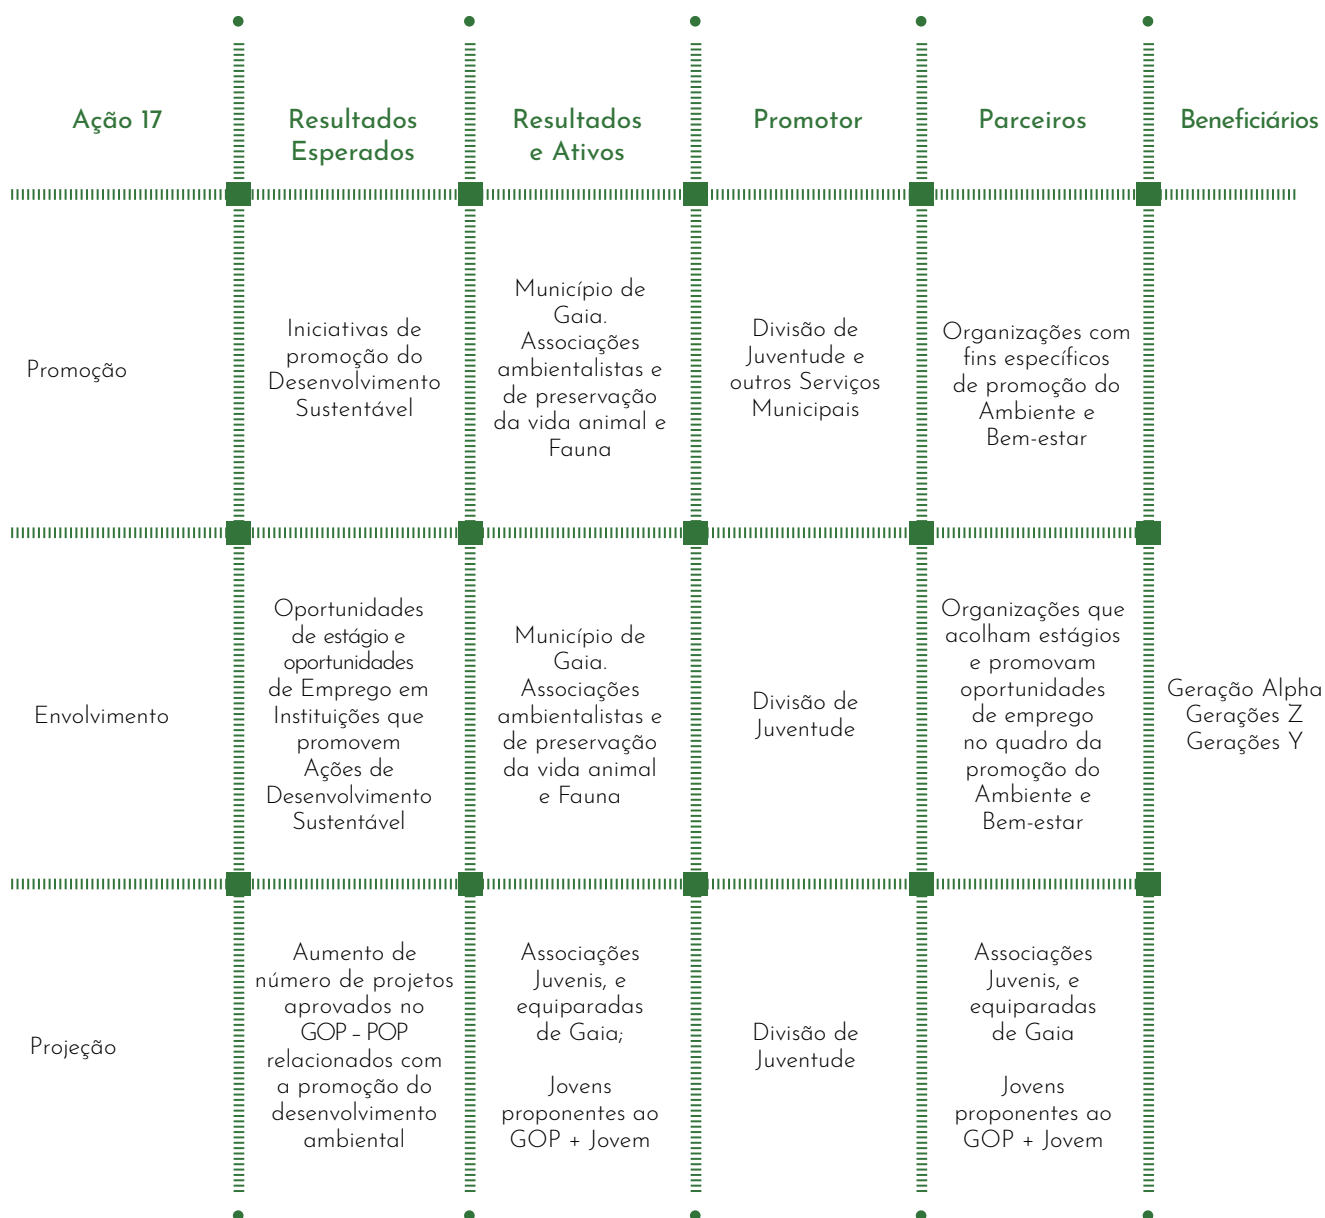 Ação 17
Resultados
Esperados
Resultados
e Ativos
Promotor
Parceiros
Beneficiários
Promoção
Iniciativas de
promoção do
Desenvolvimento
Sustentável
Município de
Gaia.
Associações
ambientalistas e
de preservação
da vida animal e
Fauna
Divisão de
Juventude e
outros Serviços
Municipais
Organizações com
fins específicos
de promoção do
Ambiente e
Bem-estar
Envolvimento
Oportunidades
de estágio e
oportunidades
de Emprego em
Instituições que
promovem
Ações de
Desenvolvimento
Sustentável
Município de
Gaia.
Associações
ambientalistas e
de preservação
da vida animal
e Fauna
Divisão de
Juventude
Organizações que
acolham estágios
e promovam
oportunidades
de emprego
no quadro da
promoção do
Ambiente e
Bem-estar
Geração Alpha
Gerações Z
Gerações Y
Projeção
Aumento de
número de projetos
aprovados no
GOP – POP
relacionados com
a promoção do
desenvolvimento
ambiental
Associações
Juvenis, e
equiparadas
de Gaia;
Jovens
proponentes ao
GOP + Jovem
Divisão de
Juventude
Associações
Juvenis, e
equiparadas
de Gaia
Jovens
proponentes ao
GOP + Jovem